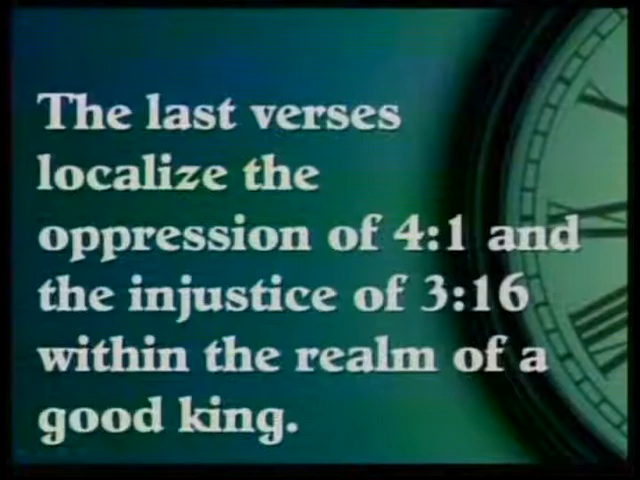 The last verses
localize the
oppression of 4:1 and
the injustice of 3:16
within the realm of a
good king.